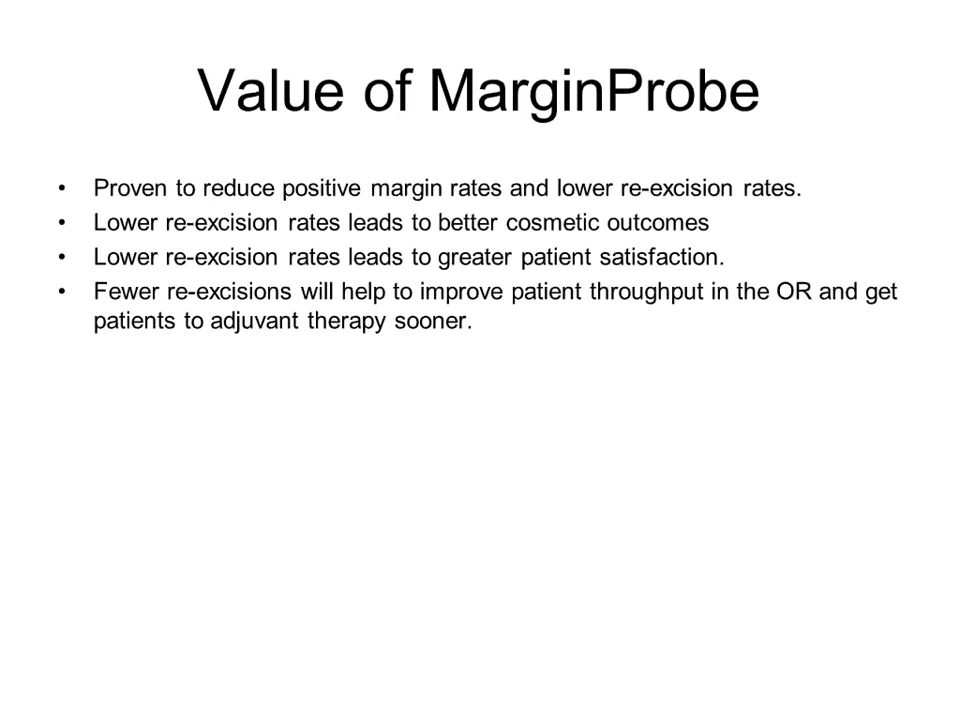 Value of MarginProbe
• Proven to reduce positive margin rates and lower re-excision rates.
• Lower re-excision rates leads to better cosmetic outcomes
• Lower re-excision rates leads to greater patient satisfaction.
• Fewer re-excisions will help to improve patient throughput in the OR and get
patients to adjuvant therapy sooner.